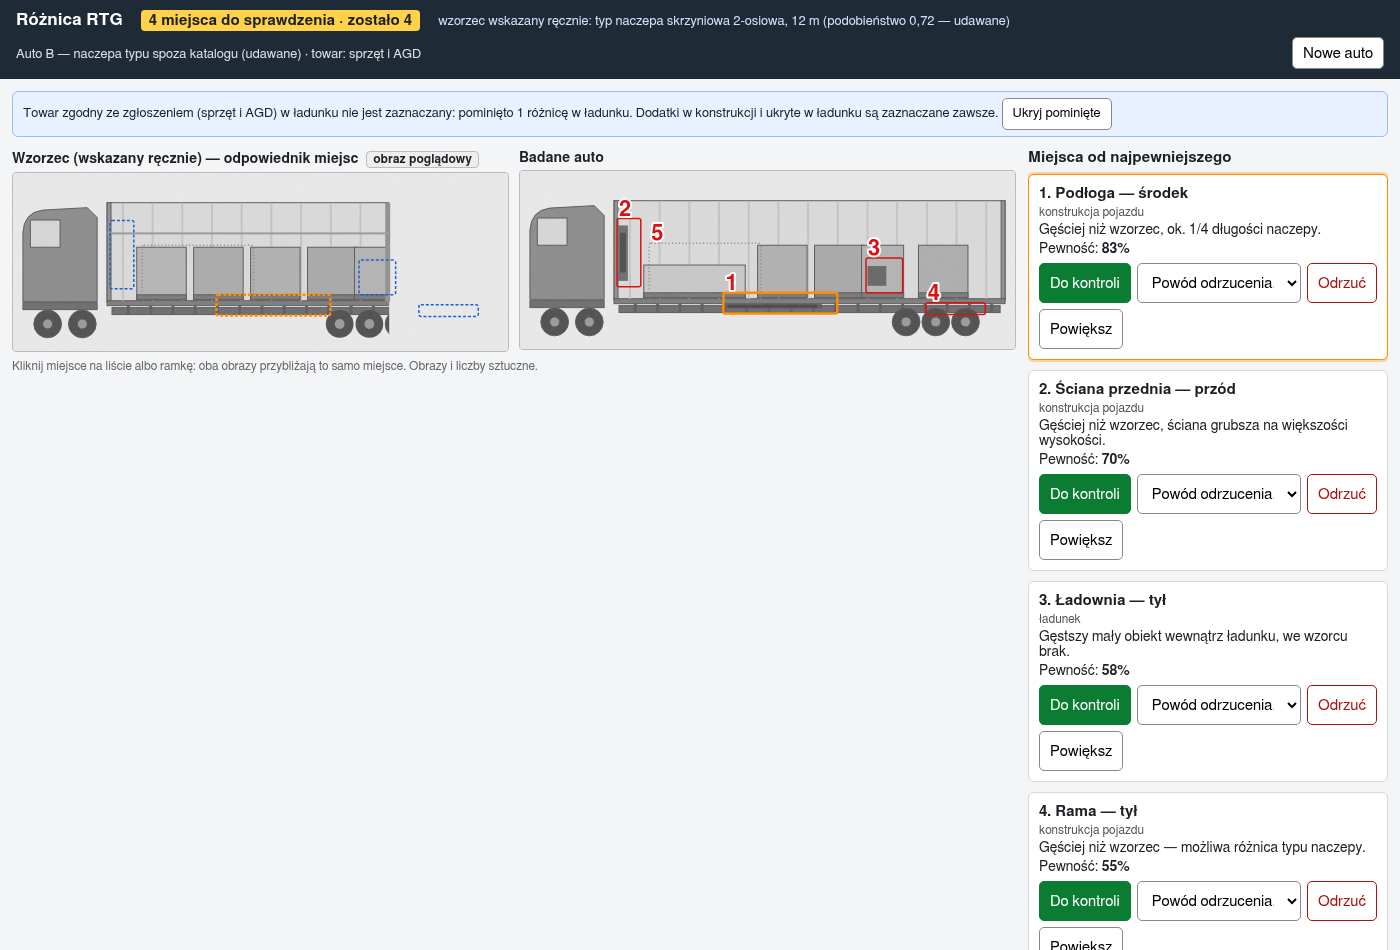 Różnica RTG
4 miejsca do sprawdzenia · zostało 4
wzorzec wskazany ręcznie: typ naczepa skrzyniowa 2-osiowa, 12 m (podobieństwo 0,72 — udawane)
Auto B — naczepa typu spoza katalogu (udawane) · towar: sprzęt i AGD
Nowe auto
Towar zgodny ze zgłoszeniem (sprzęt i AGD) w ładunku nie jest zaznaczany: pominięto 1 różnicę w ładunku. Dodatki w konstrukcji i ukryte w ładunku są zaznaczane zawsze.
Ukryj pominięte
Wzorzec (wskazany ręcznie) — odpowiednik miejsc
obraz poglądowy
Badane auto
2
5
3
1
4
Kliknij miejsce na liście albo ramkę: oba obrazy przybliżają to samo miejsce. Obrazy i liczby sztuczne.
Miejsca od najpewniejszego
1. Podłoga — środek
konstrukcja pojazdu
Gęściej niż wzorzec, ok. 1/4 długości naczepy.
Pewność: 83%
Do kontroli
Powód odrzucenia
Odrzuć
Powiększ
2. Ściana przednia — przód
konstrukcja pojazdu
Gęściej niż wzorzec, ściana grubsza na większości
wysokości.
Pewność: 70%
Do kontroli
Powód odrzucenia
Odrzuć
Powiększ
3. Ładownia — tył
ładunek
Gęstszy mały obiekt wewnątrz ładunku, we wzorcu
brak.
Pewność: 58%
Do kontroli
Powód odrzucenia
Odrzuć
Powiększ
4. Rama — tył
konstrukcja pojazdu
Gęściej niż wzorzec — możliwa różnica typu naczepy.
Pewność: 55%
Do kontroli
Powód odrzucenia
Odrzuć
Powiększ